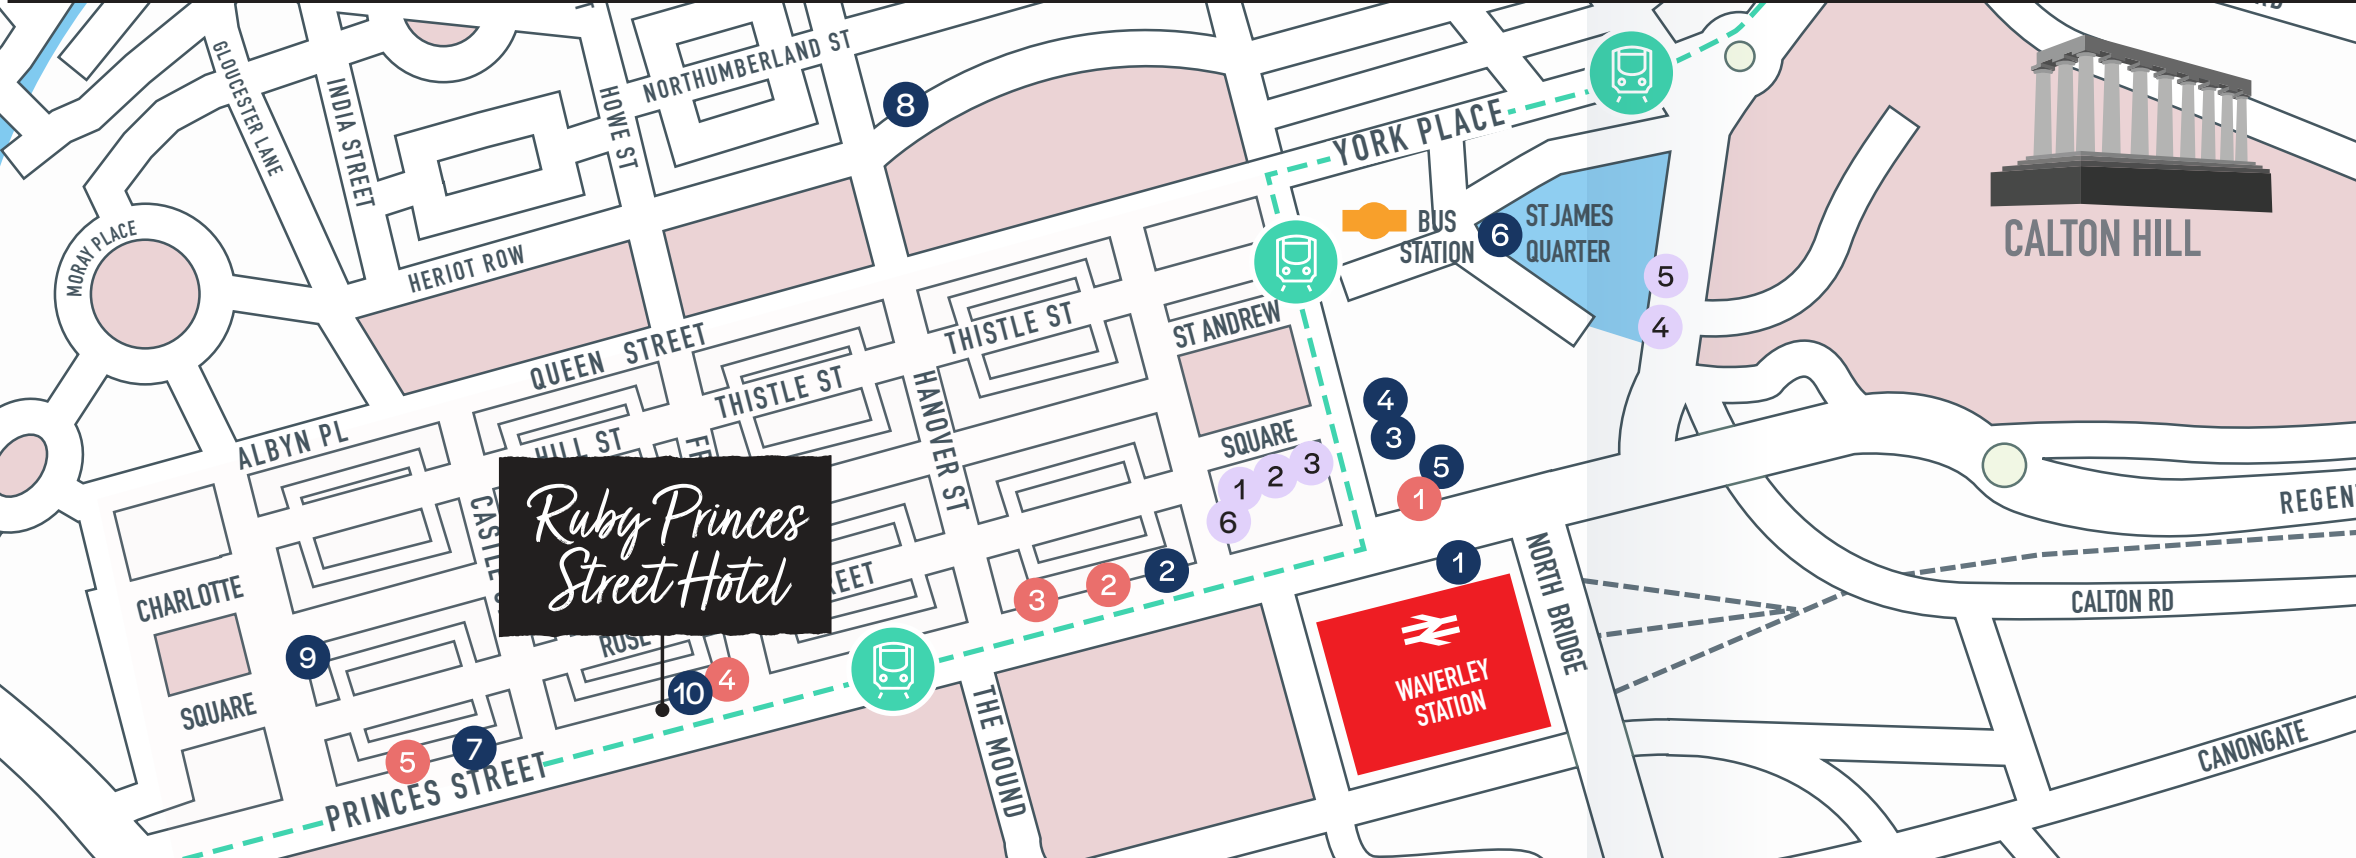 GLOUCESTER LANE
INDIA STREET
HOWE ST
NORTHUMBERLAND ST
8
YORK PLACE
CALTON HILL
MORAY PLACE
HERIOT ROW
BUS
STATION
6
ST JAMES
QUARTER
5
4
QUEEN STREET
THISTLE ST
THISTLE ST
HANOVER ST
ST ANDREW
SQUARE
1
2
3
6
4
3
5
1
ALBYN PL
HILL ST
Ruby Princes
Street Hotel
ROSE
CHARLOTTE
SQUARE
9
10
4
5
7
PRINCES STREET
3
2
2
THE MOUND
1
WAVERLEY
STATION
NORTH BRIDGE
REGEN
CALTON RD
CANONGATE